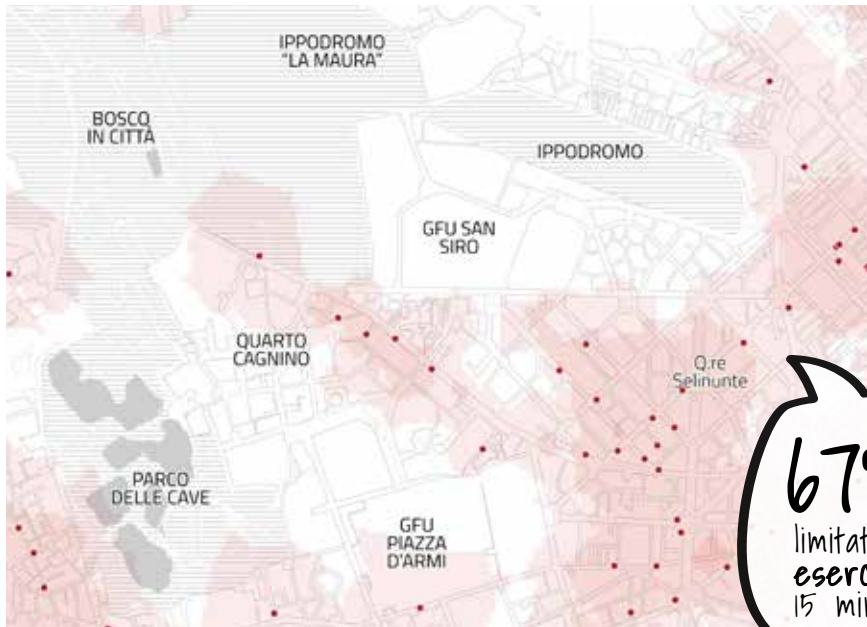 IPPODROMO
"LA MAURA"
BOSCO
IN CITTÀ
IPPODROMO
GFU SAN
SIRO
QUARTO
CAGNINO
Q.re
Selinunte
PARCO
DELLE CAVE
GFU
PIAZZA
D'ARMI
67
limitat
eserc
15 min